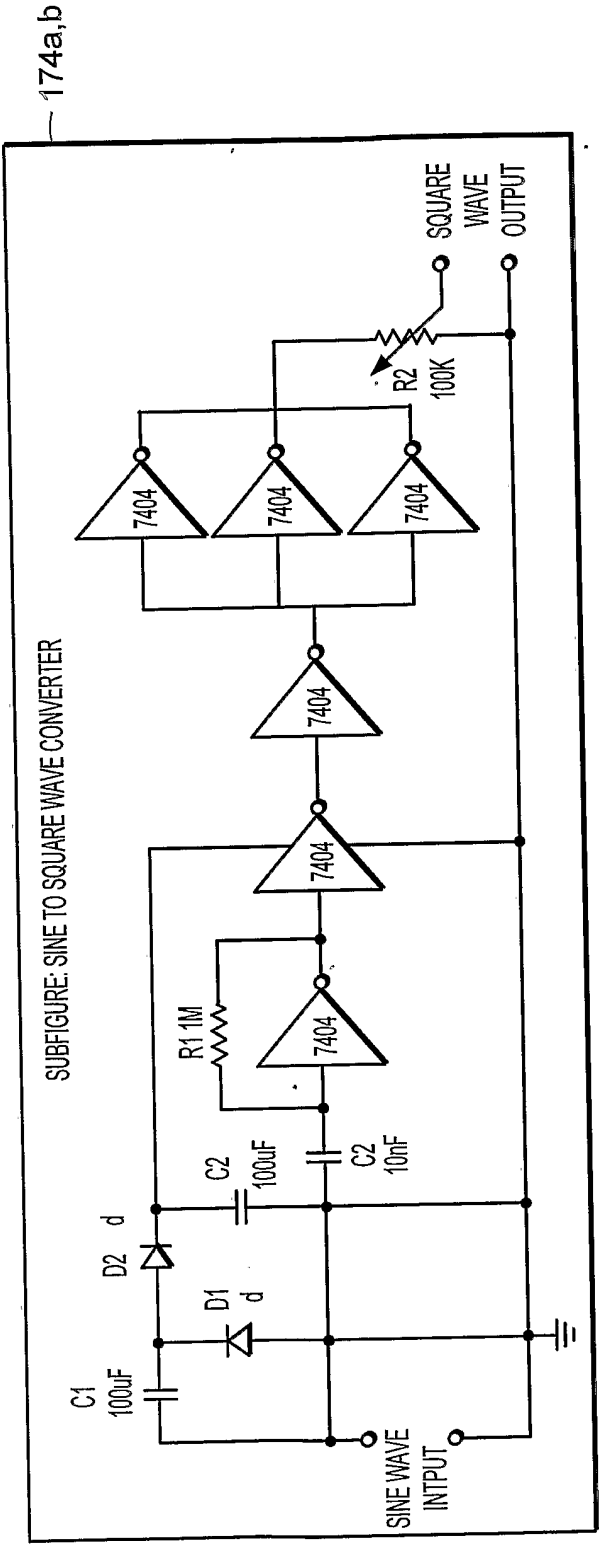 174a,b
SUBFIGURE: SINE TO SQUARE WAVE CONVERTER
C1
100uF
D2
d
D1
d
C2
100uF
C2
10nF
R1 1M
7404
7404
7404
7404
7404
7404
R2
100K
SINE WAVE
INTPUT
SQUARE
WAVE
OUTPUT